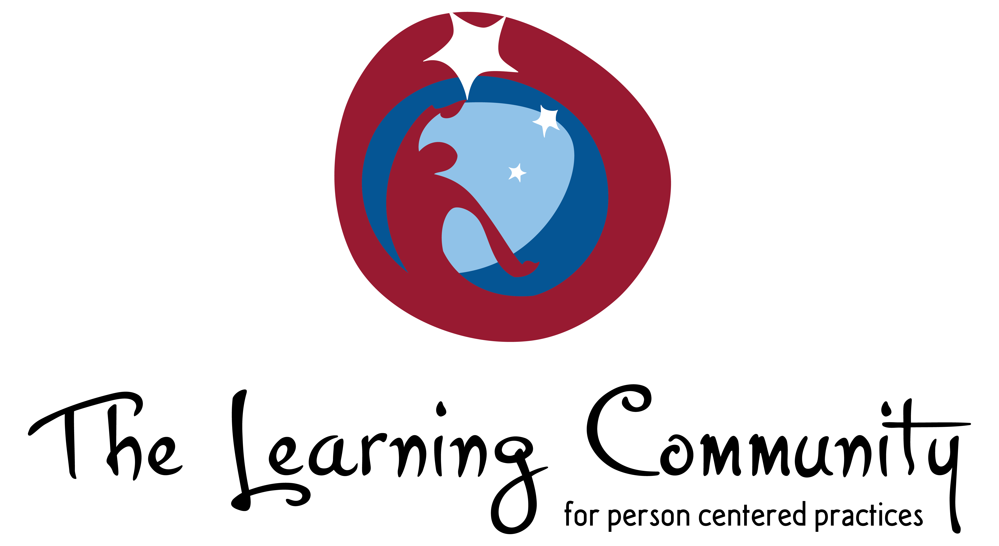 The Learning Community
for person centered practices